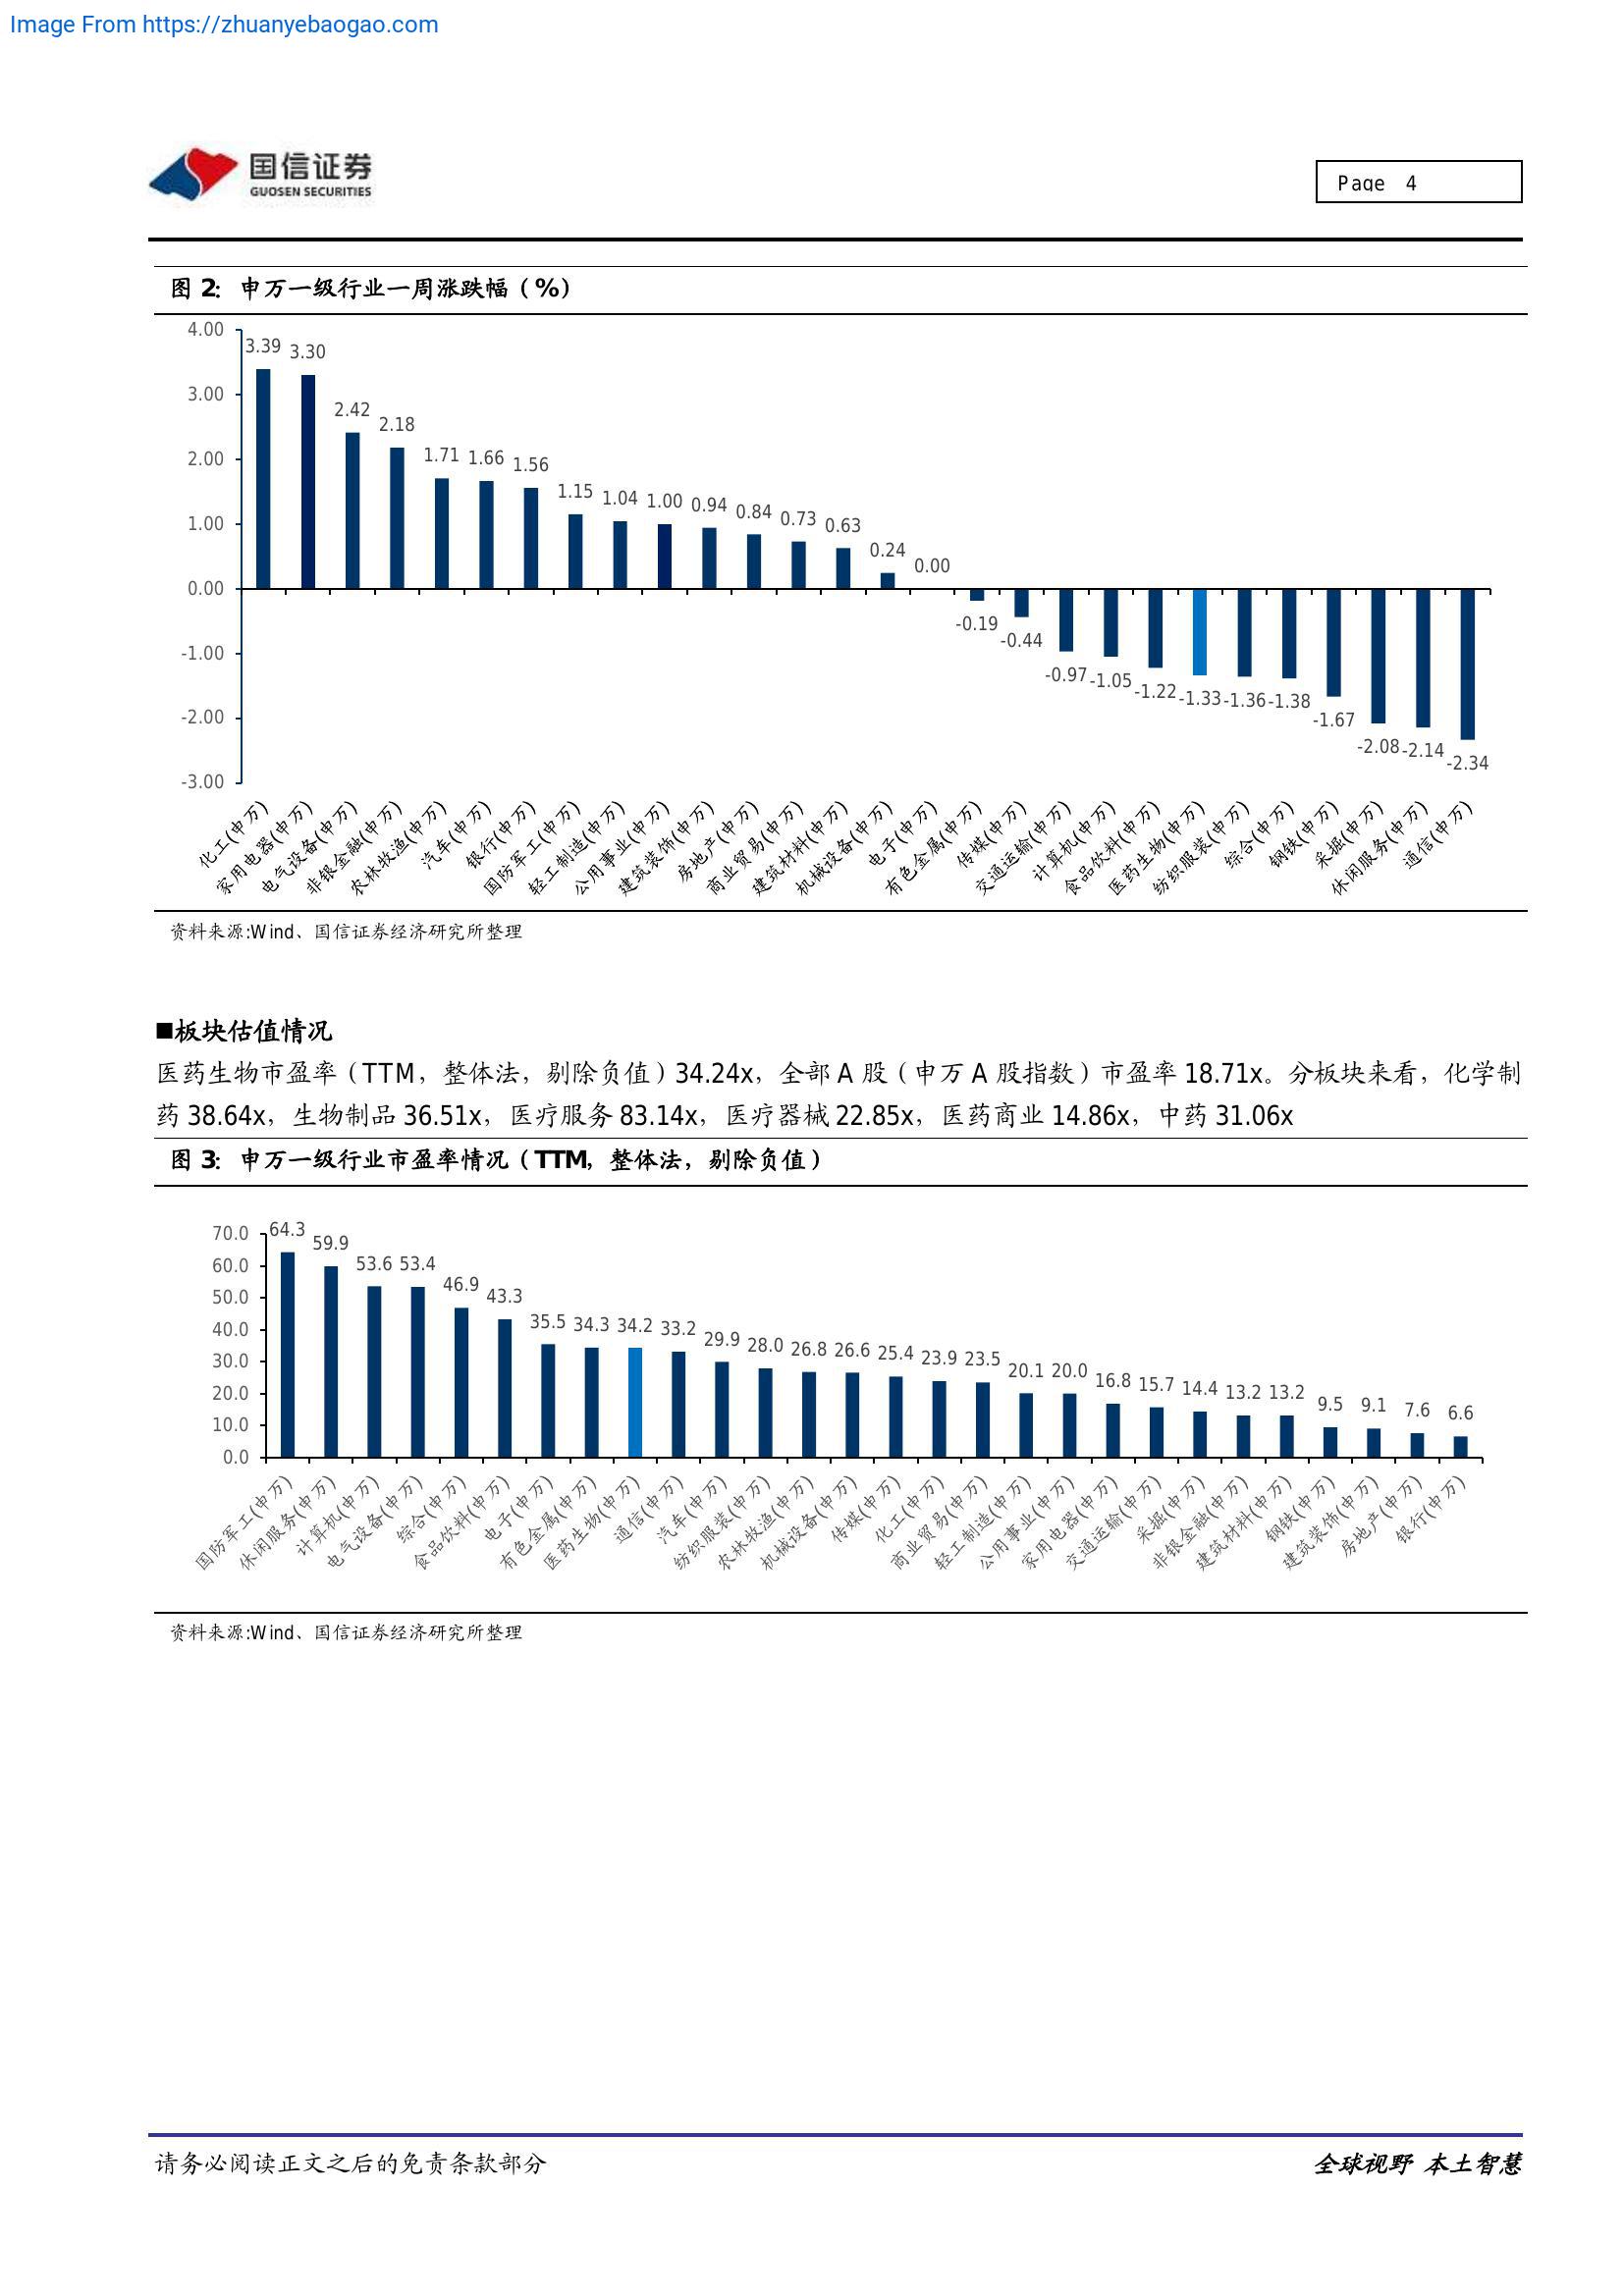 Image From https://zhuanyebaogao.com
国信证券
GUOSEN SECURITIES
Page 4
图 2：申万一级行业一周涨跌幅（%）
4.00
3.00
2.00
1.00
0.00
-1.00
-2.00
-3.00
3.39 3.30 2.42 2.18 1.71 1.66 1.56 1.15 1.04 1.00 0.94 0.84 0.73 0.63 0.24 0.00 -0.19 -0.44 -0.97 -1.05 -1.22 -1.33 -1.36 -1.38 -1.67 -2.08 -2.14 -2.34
化工(申万)
家用电器(申万)
电气设备(申万)
非银金融(申万)
农林牧渔(申万)
汽车(申万)
银行(申万)
国防军工(申万)
轻工制造(申万)
公用事业(申万)
建筑装饰(申万)
房地产(申万)
商业贸易(申万)
建筑材料(申万)
机械设备(申万)
电子(申万)
有色金属(申万)
传媒(申万)
交通运输(申万)
计算机(申万)
食品饮料(申万)
医药生物(申万)
纺织服装(申万)
综合(申万)
钢铁(申万)
采掘(申万)
休闲服务(申万)
通信(申万)
资料来源:Wind、国信证券经济研究所整理
■板块估值情况
医药生物市盈率（TTM，整体法，剔除负值）34.24x，全部 A 股（申万 A 股指数）市盈率 18.71x。分板块来看，化学制
药 38.64x，生物制品 36.51x，医疗服务 83.14x，医疗器械 22.85x，医药商业 14.86x，中药 31.06x
图 3：申万一级行业市盈率情况（TTM，整体法，剔除负值）
70.0
60.0
50.0
40.0
30.0
20.0
10.0
0.0
64.3 59.9 53.6 53.4 46.9 43.3 35.5 34.3 34.2 33.2 29.9 28.0 26.8 26.6 25.4 23.9 23.5 20.1 20.0 16.8 15.7 14.4 13.2 13.2 9.5 9.1 7.6 6.6
国防军工(申万)
休闲服务(申万)
计算机(申万)
电气设备(申万)
综合(申万)
食品饮料(申万)
电子(申万)
有色金属(申万)
医药生物(申万)
通信(申万)
汽车(申万)
纺织服装(申万)
农林牧渔(申万)
机械设备(申万)
传媒(申万)
化工(申万)
商业贸易(申万)
轻工制造(申万)
公用事业(申万)
家用电器(申万)
交通运输(申万)
采掘(申万)
非银金融(申万)
建筑材料(申万)
钢铁(申万)
建筑装饰(申万)
房地产(申万)
银行(申万)
资料来源:Wind、国信证券经济研究所整理
请务必阅读正文之后的免责条款部分
全球视野 本土智慧